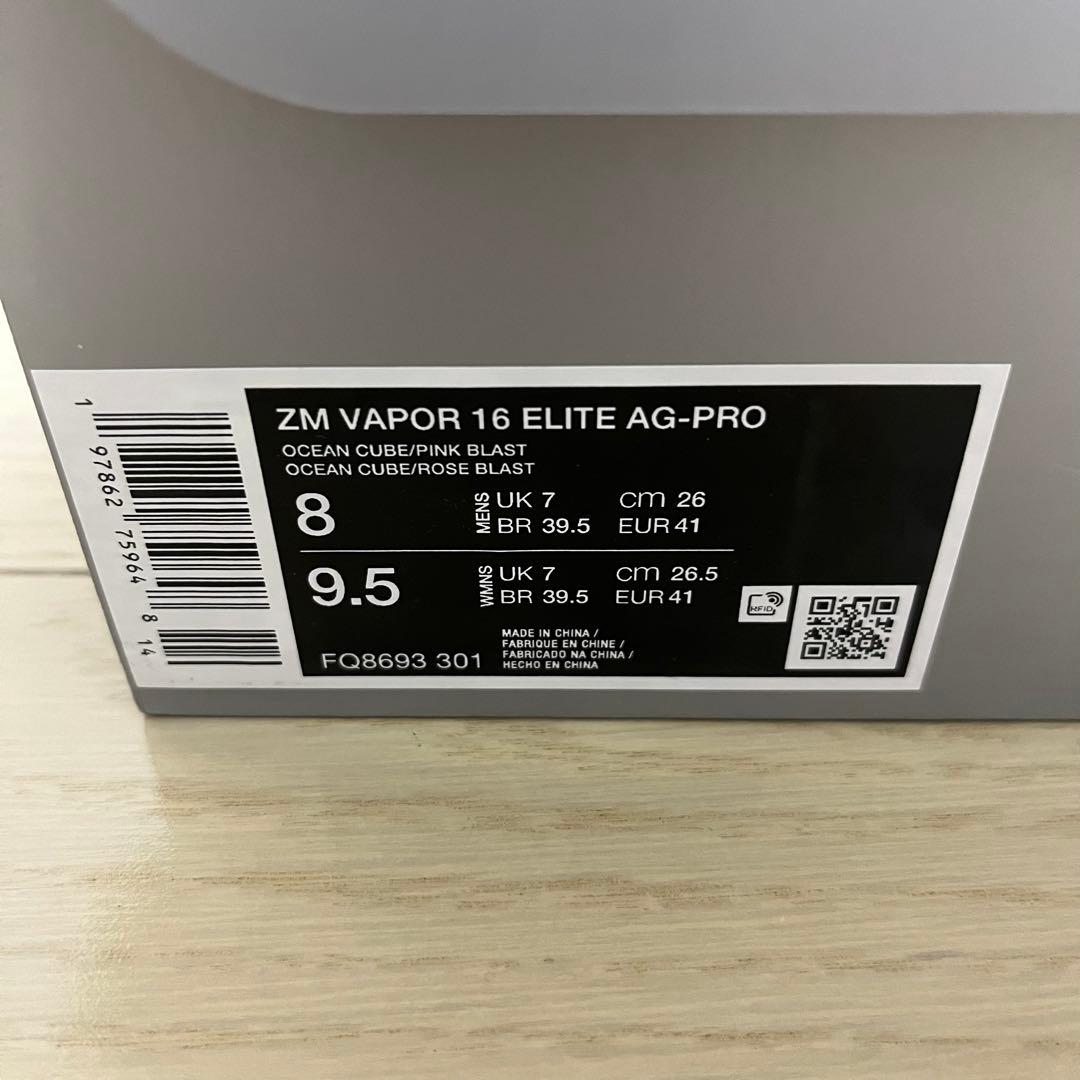 1 97862 75964 8 14
ZM VAPOR 16 ELITE AG-PRO
OCEAN CUBE/PINK BLAST
OCEAN CUBE/ROSE BLAST
8 MENS UK 7 cm 26
BR 39.5 EUR 41
9.5 WMNS UK 7 cm 26.5
BR 39.5 EUR 41
RFID
MADE IN CHINA /
FABRIQUE EN CHINE /
FABRICADO NA CHINA /
HECHO EN CHINA
FQ8693 301